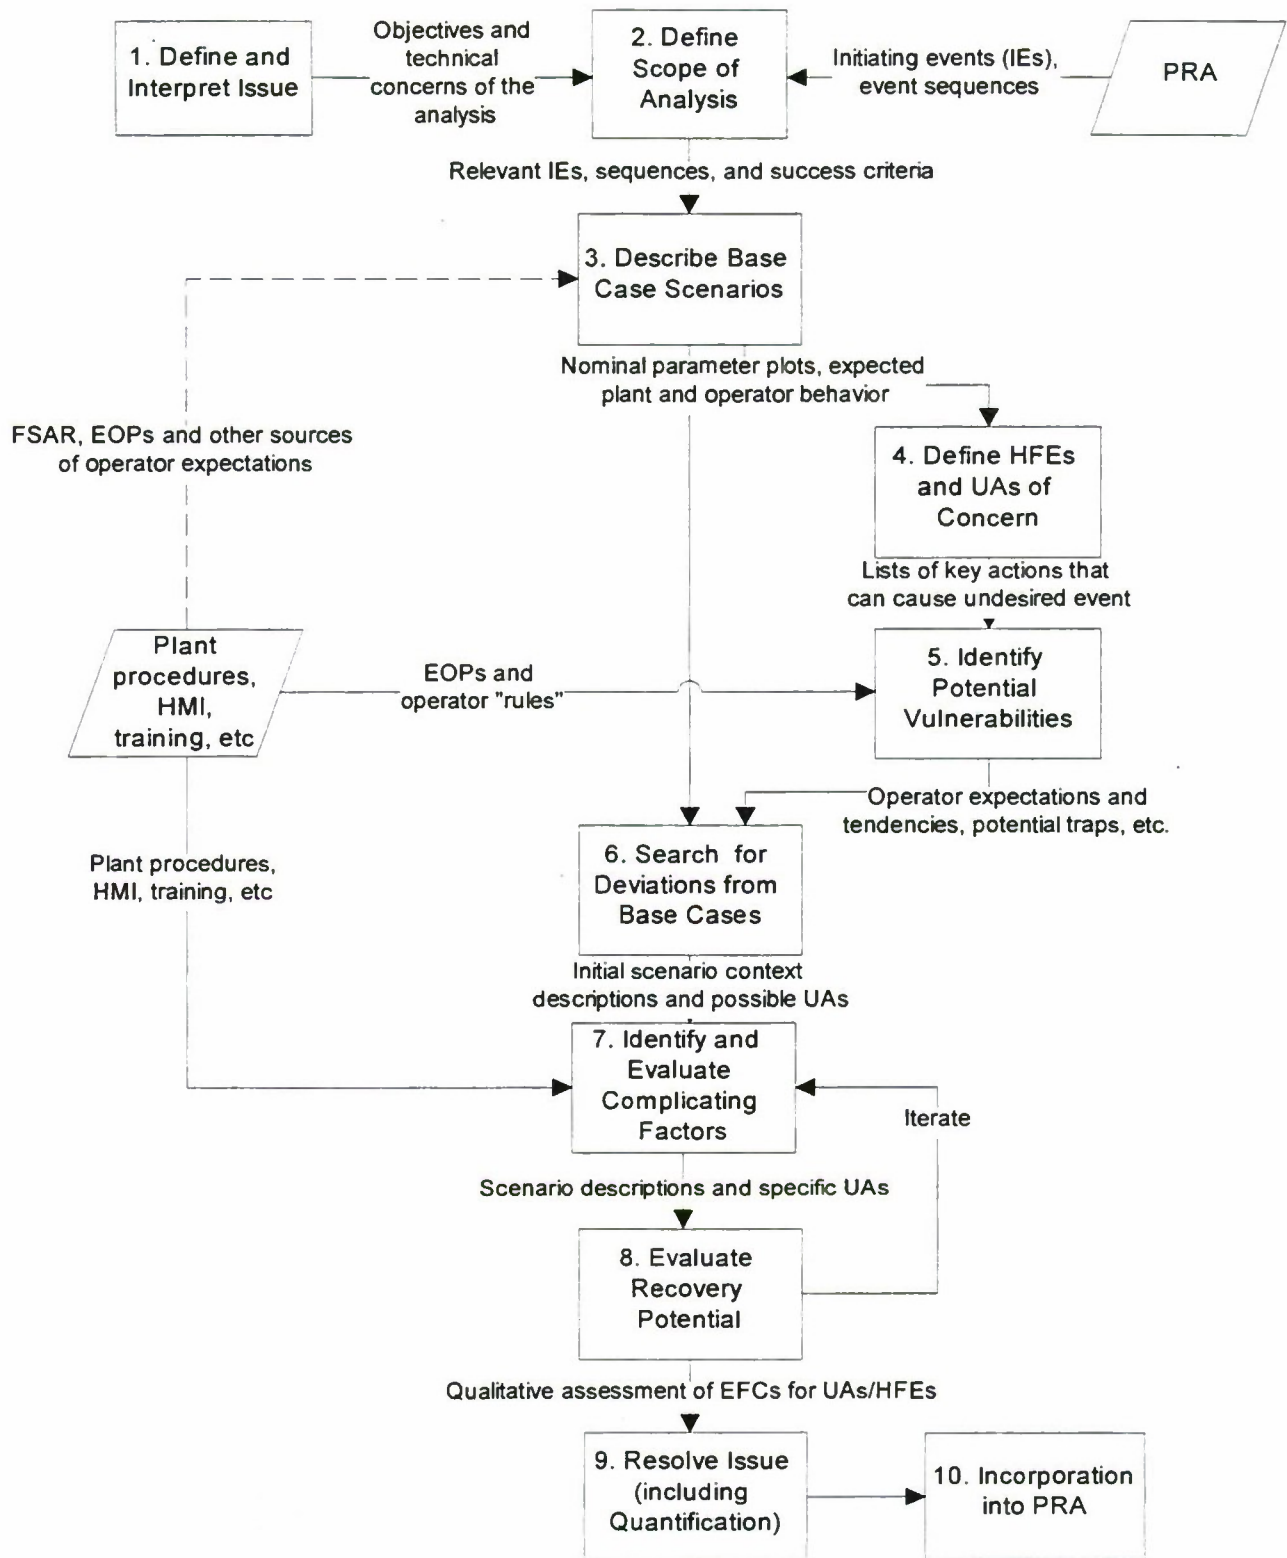 1. Define and
Interpret Issue
Objectives and
technical
concerns of the
analysis
2. Define
Scope of
Analysis
Initiating events (IEs),
event sequences
PRA
Relevant IEs, sequences, and success criteria
3. Describe Base
Case Scenarios
Nominal parameter plots, expected
plant and operator behavior
FSAR, EOPs and other sources
of operator expectations
4. Define HFEs
and UAs of
Concern
Lists of key actions that
can cause undesired event
Plant
procedures,
HMI,
training, etc
EOPs and
operator "rules"
5. Identify
Potential
Vulnerabilities
Operator expectations and
tendencies, potential traps, etc.
Plant procedures,
HMI, training, etc
6. Search for
Deviations from
Base Cases
Initial scenario context
descriptions and possible UAs
7. Identify and
Evaluate
Complicating
Factors
Iterate
Scenario descriptions and specific UAs
8. Evaluate
Recovery
Potential
Qualitative assessment of EFCs for UAs/HFEs
9. Resolve Issue
(including
Quantification)
10. Incorporation
into PRA